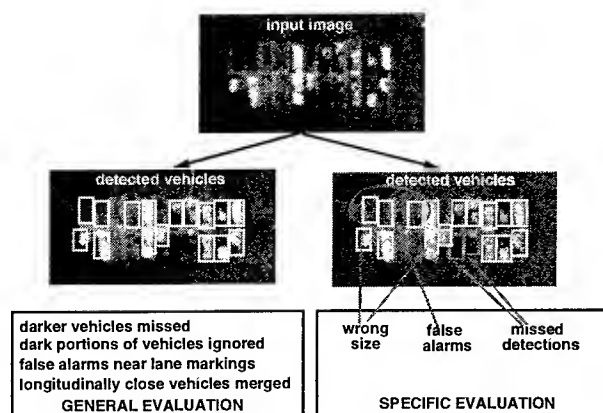 input image
detected vehicles
detected vehicles
darker vehicles missed
dark portions of vehicles ignored
false alarms near lane markings
longitudinally close vehicles merged
GENERAL EVALUATION
wrong size
false alarms
missed detections
SPECIFIC EVALUATION